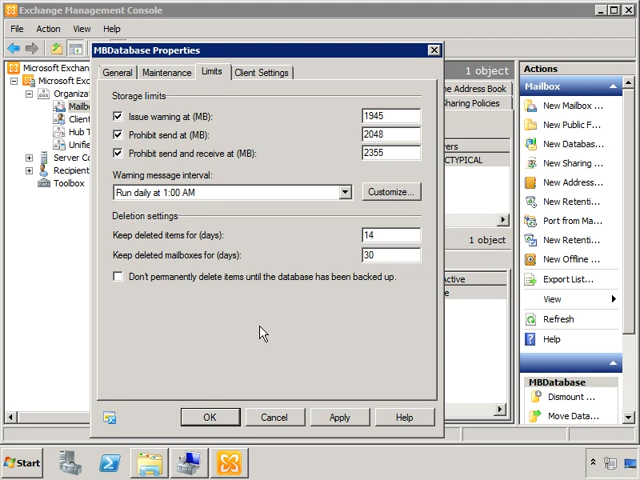 Exchange Management Console
File Action View Help
MBDatabase Properties
General Maintenance Limits Client Settings
Storage limits
Issue warning at (MB): 1945
Prohibit send at (MB): 2048
Prohibit send and receive at (MB): 2355
Warning message interval:
Run daily at 1:00 AM Customize...
Deletion settings
Keep deleted items for (days): 14
Keep deleted mailboxes for (days): 30
Don't permanently delete items until the database has been backed up.
OK Cancel Apply Help
Microsoft Exchan
Microsoft Exc
Organizat
Mailbo
Client
Hub T
Unifie
Server Co
Recipient
Toolbox
1 object
ne Address Book
haring Policies
ers
CTYPICAL
1 object
Active
e
Actions
Mailbox
New Mailbox ...
New Public F...
New Databas...
New Sharing ...
New Address...
New Retenti...
Port from Ma...
New Retenti...
New Offline ...
Export List...
View
Refresh
Help
MBDatabase
Dismount ...
Move Data...
Start